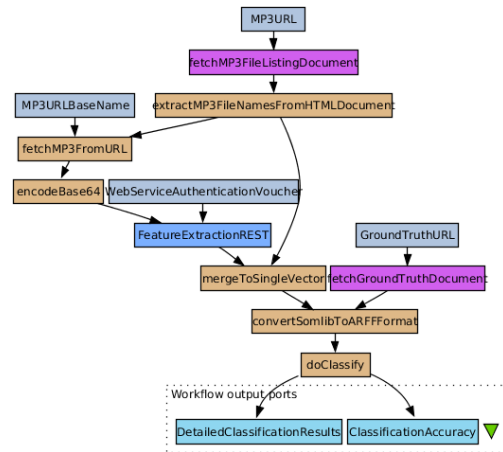 MP3URL
fetchMP3FileListingDocument
MP3URLBaseName
extractMP3FileNamesFromHTMLDocument
fetchMP3FromURL
encodeBase64
WebServiceAuthenticationVoucher
FeatureExtractionREST
GroundTruthURL
mergeToSingleVector
fetchGroundTruthDocument
convertSomlibToARFFFormat
doClassify
Workflow output ports
DetailedClassificationResults
ClassificationAccuracy